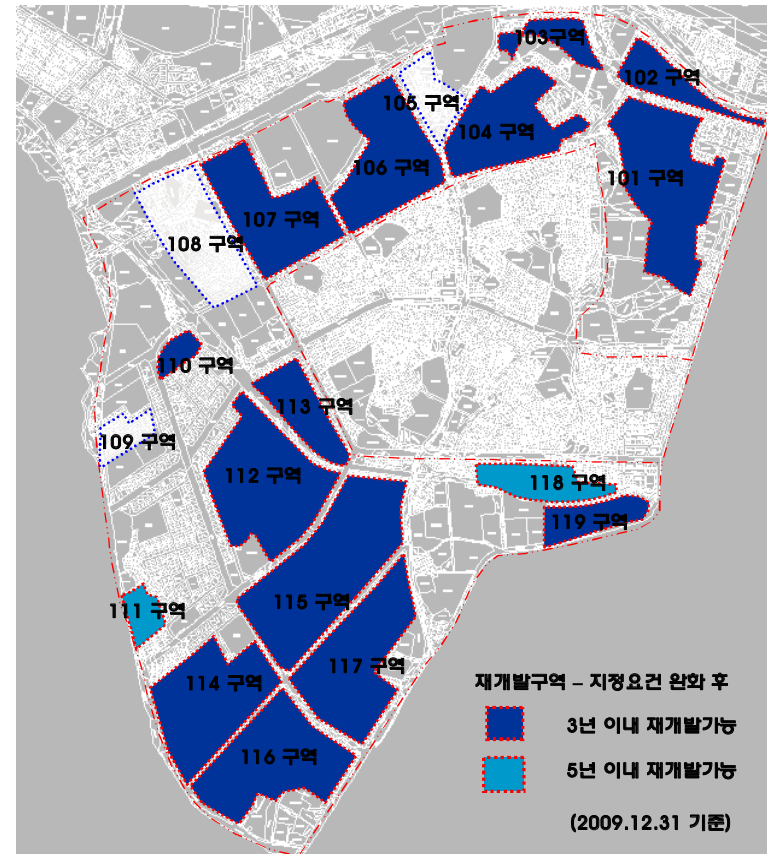 103구역
102 구역
105 구역
104 구역
106 구역
101 구역
107 구역
108 구역
110 구역
113 구역
109 구역
112 구역
118 구역
119 구역
115 구역
111 구역
117 구역
114 구역
116 구역
재개발구역 – 지정요건 완화 후
3년 이내 재개발가능
5년 이내 재개발가능
(2009.12.31 기준)